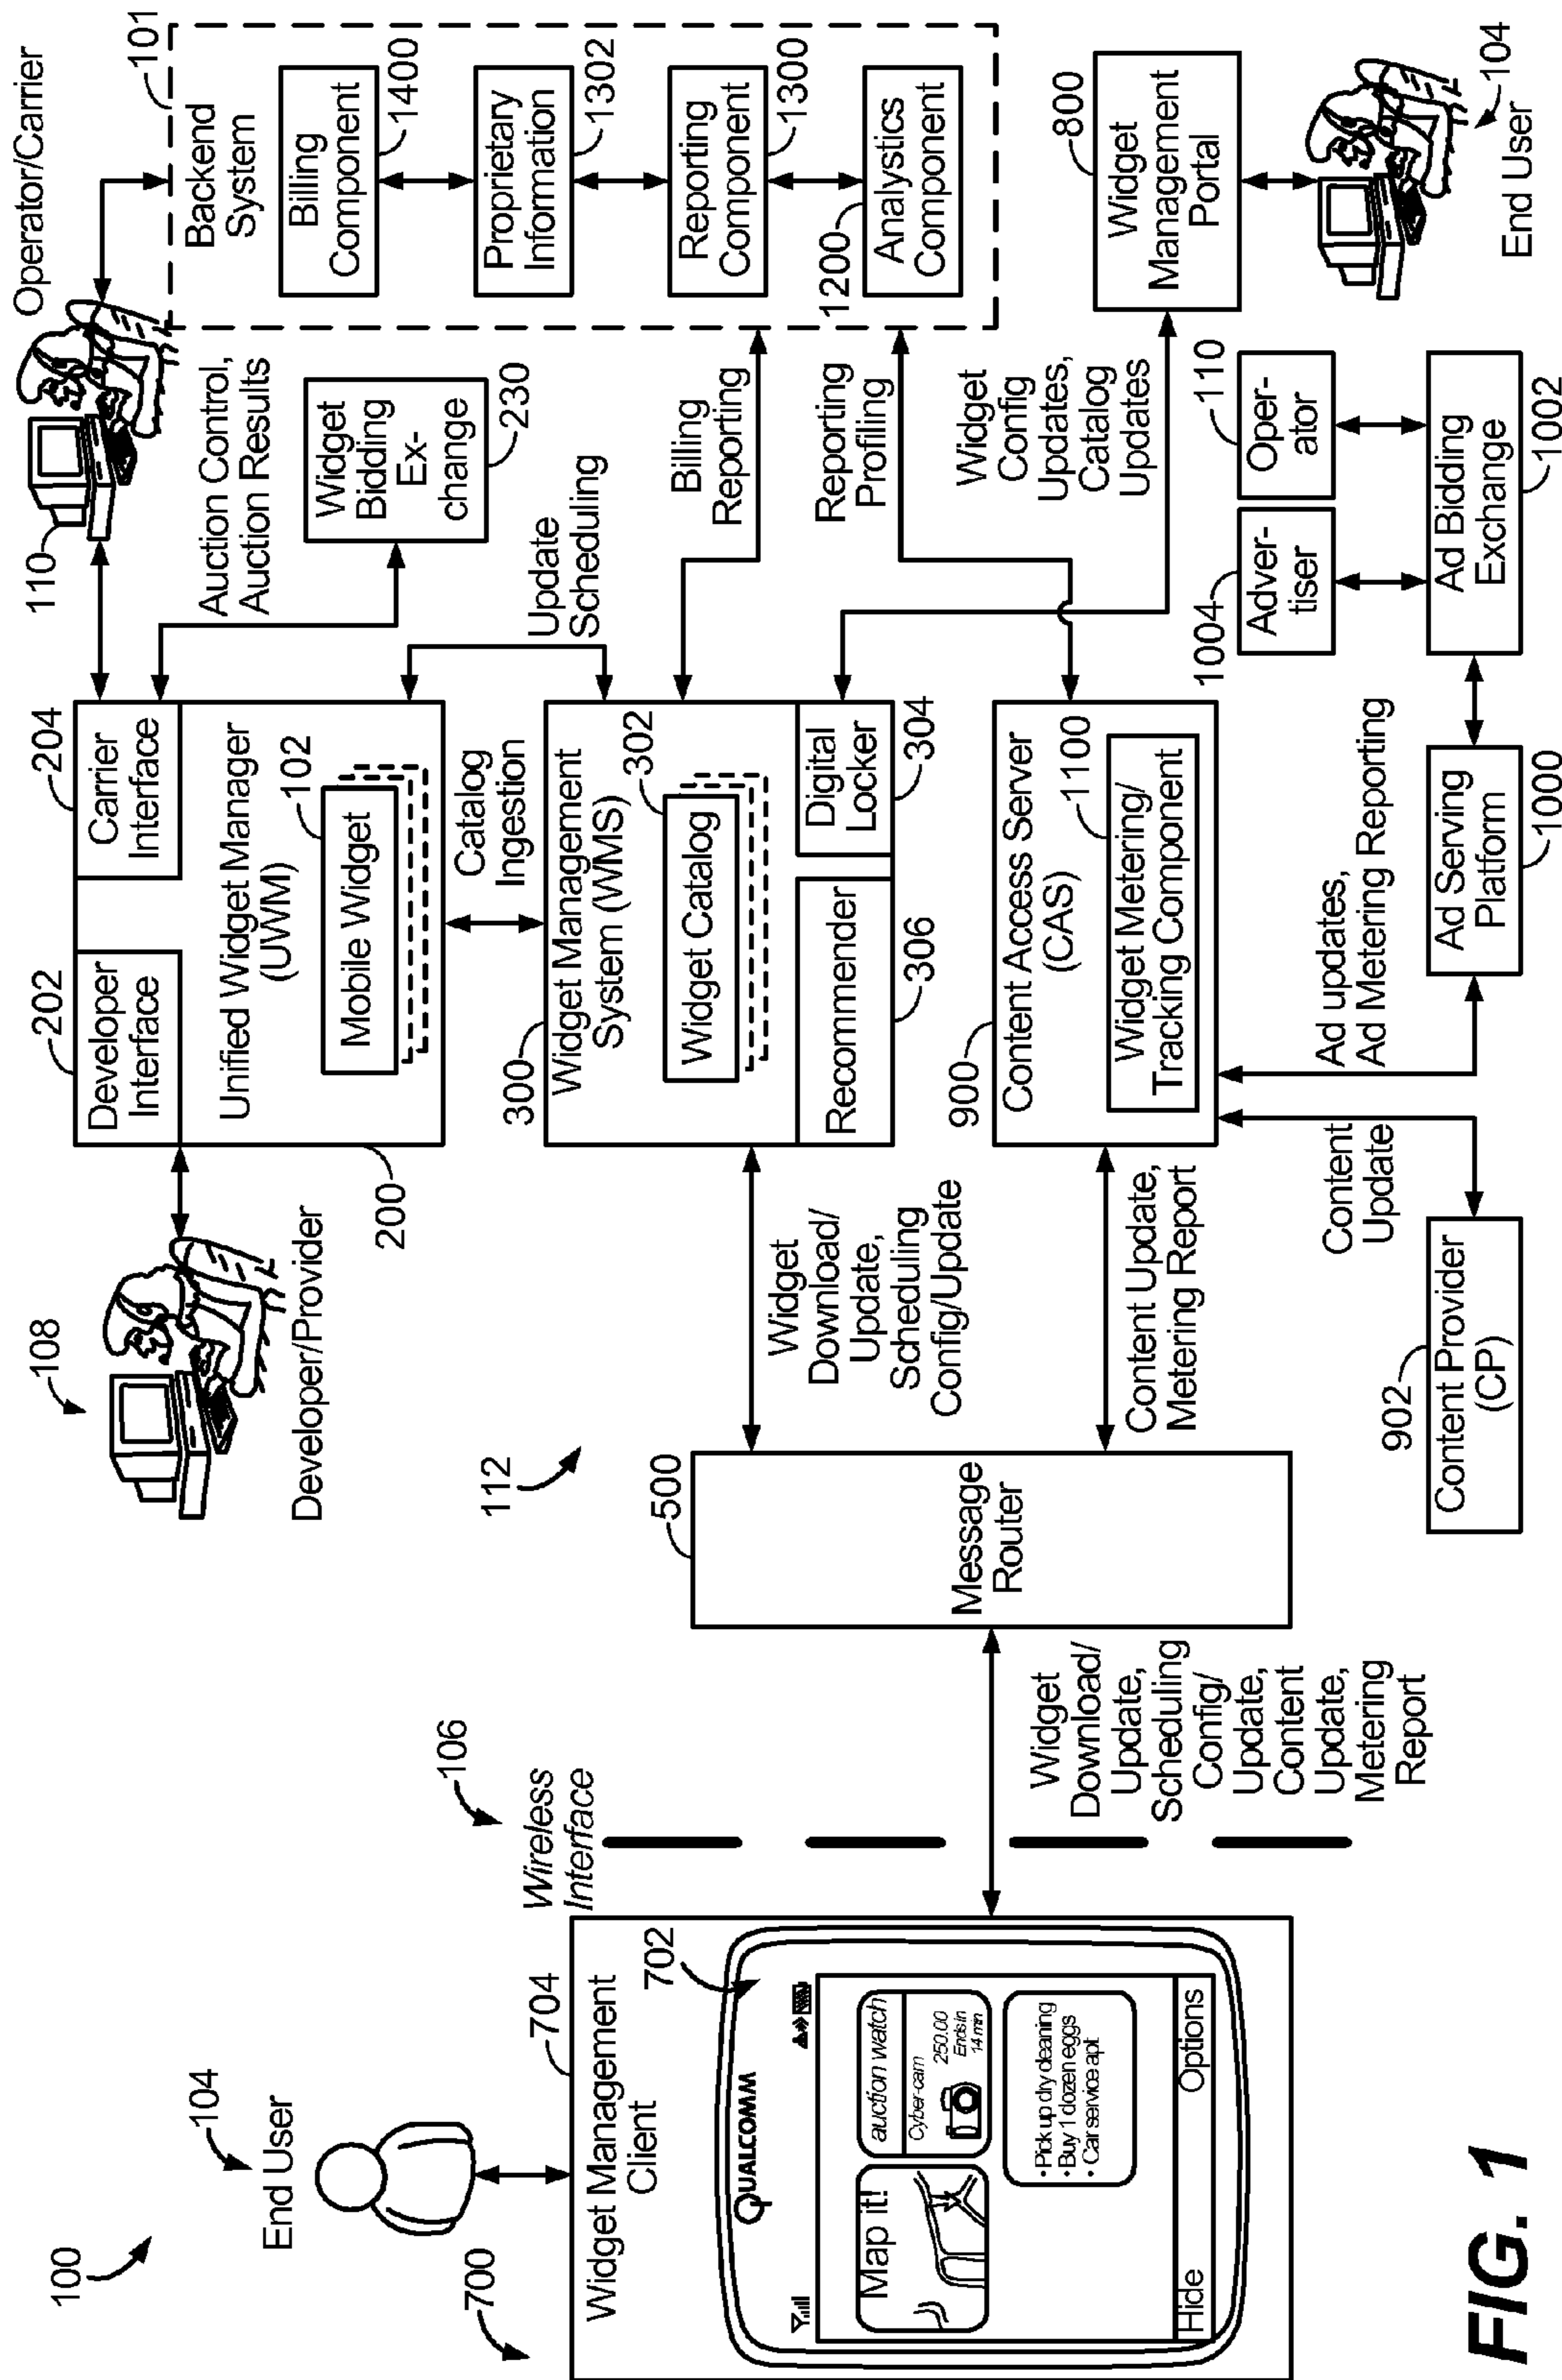 100
104
End User
700
704
Widget Management
Client
702
QUALCOMM
Map it!
auction watch
Cyber-cam
250.00
Ends in
14 min
• Pick up dry cleaning
• Buy 1 dozen eggs
• Car service apt
Hide
Options
106
Wireless
Interface
Widget
Download/
Update,
Scheduling
Config/
Update,
Content
Update,
Metering
Report
112
500
Message
Router
108
Developer/Provider
Widget
Download/
Update,
Scheduling
Config/Update
Content Update,
Metering Report
902
Content Provider
(CP)
Content
Update
200
202
Developer
Interface
204
Carrier
Interface
Unified Widget Manager
(UWM)
102
Mobile Widget
Catalog
Ingestion
300
Widget Management
System (WMS)
302
Widget Catalog
Recommender
306
Digital
Locker
304
900
Content Access Server
(CAS)
Widget Metering/
Tracking Component
1100
Ad updates,
Ad Metering Reporting
Ad Serving
Platform
1000
110
Operator/Carrier
Auction Control,
Auction Results
Widget
Bidding
Ex-
change
230
Update
Scheduling
Billing
Reporting
Reporting
Profiling
Widget
Config
Updates,
Catalog
Updates
101
Backend
System
Billing
Component
1400
Proprietary
Information
1302
Reporting
Component
1300
1200
Analystics
Component
800
Widget
Management
Portal
104
End User
1004
Adver-
tiser
110
Oper-
ator
Ad Bidding
Exchange
1002
FIG. 1